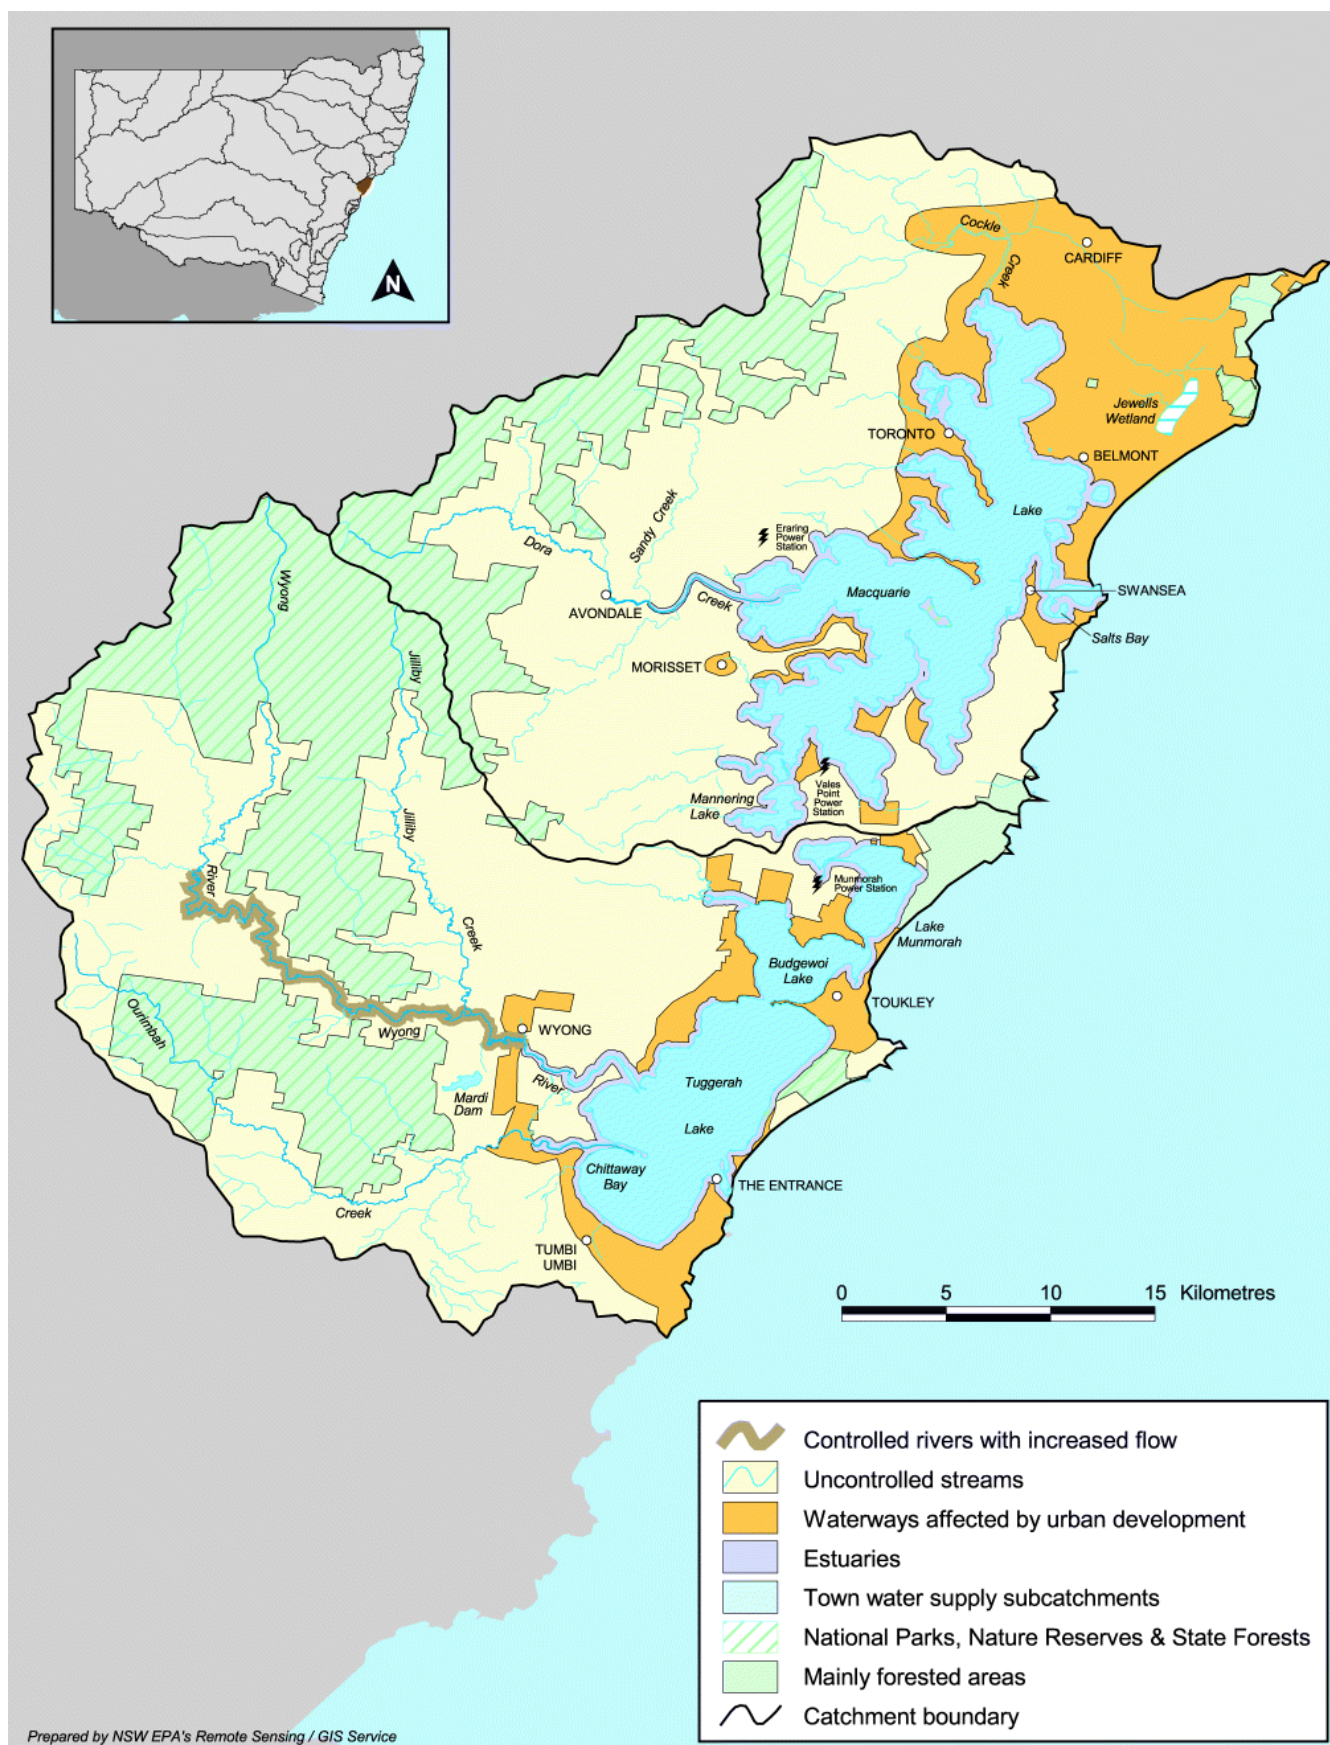 N
Cockle
Creek
CARDIFF
Jewells
Wetland
TORONTO
BELMONT
Lake
Sandy Creek
Eraring
Power
Station
Dora
Creek
Macquarie
AVONDALE
SWANSEA
Salts Bay
MORISSET
Wyong
Jilliby
Mannering
Lake
Vales
Point
Power
Station
Jilliby
Creek
River
Munmorah
Power Station
Lake
Munmorah
Budgewoi
Lake
TOUKLEY
Ourimbah
Wyong
WYONG
River
Tuggerah
Lake
Mardi
Dam
Chittaway
Bay
THE ENTRANCE
Creek
TUMBI
UMBI
0 5 10 15 Kilometres
Controlled rivers with increased flow
Uncontrolled streams
Waterways affected by urban development
Estuaries
Town water supply subcatchments
National Parks, Nature Reserves & State Forests
Mainly forested areas
Catchment boundary
Prepared by NSW EPA's Remote Sensing / GIS Service